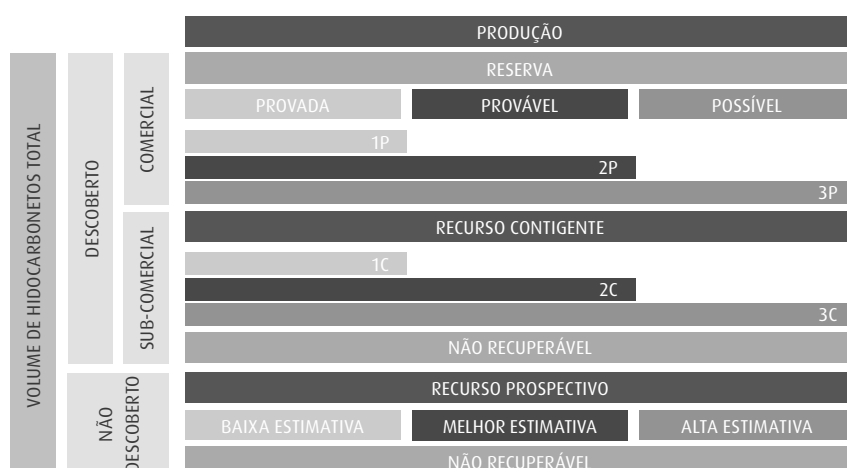 PRODUÇÃO
RESERVA
PROVADA
PROVÁVEL
POSSÍVEL
1P
2P
3P
RECURSO CONTIGENTE
1C
2C
3C
NÃO RECUPERÁVEL
RECURSO PROSPECTIVO
BAIXA ESTIMATIVA
MELHOR ESTIMATIVA
ALTA ESTIMATIVA
NÃO RECUPERÁVEL
VOLUME DE HIDOCARBONETOS TOTAL
DESCOBERTO
COMERCIAL
SUB-COMERCIAL
NÃO
DESCOBERTO